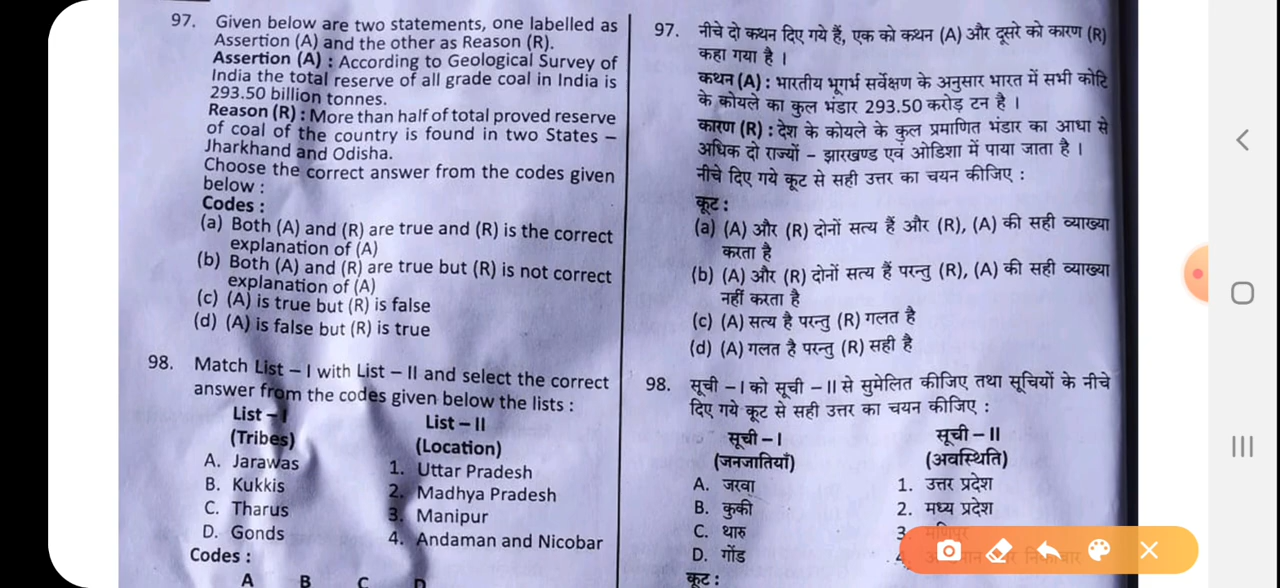 97. Given below are two statements, one labelled as
Assertion (A) and the other as Reason (R).
Assertion (A) : According to Geological Survey of
India the total reserve of all grade coal in India is
293.50 billion tonnes.
Reason (R) : More than half of total proved reserve
of coal of the country is found in two States –
Jharkhand and Odisha.
Choose the correct answer from the codes given
below :
Codes :
(a) Both (A) and (R) are true and (R) is the correct
explanation of (A)
(b) Both (A) and (R) are true but (R) is not correct
explanation of (A)
(c) (A) is true but (R) is false
(d) (A) is false but (R) is true
98. Match List – I with List – II and select the correct
answer from the codes given below the lists :
List – I List – II
(Tribes) (Location)
A. Jarawas 1. Uttar Pradesh
B. Kukkis 2. Madhya Pradesh
C. Tharus 3. Manipur
D. Gonds 4. Andaman and Nicobar
Codes :
A B C D
97. नीचे दो कथन दिए गये हैं, एक को कथन (A) और दूसरे को कारण (R)
कहा गया है ।
कथन (A) : भारतीय भूगर्भ सर्वेक्षण के अनुसार भारत में सभी कोटि
के कोयले का कुल भंडार 293.50 करोड़ टन है ।
कारण (R) : देश के कोयले के कुल प्रमाणित भंडार का आधा से
अधिक दो राज्यों – झारखण्ड एवं ओडिशा में पाया जाता है ।
नीचे दिए गये कूट से सही उत्तर का चयन कीजिए :
कूट :
(a) (A) और (R) दोनों सत्य हैं और (R), (A) की सही व्याख्या
करता है
(b) (A) और (R) दोनों सत्य हैं परन्तु (R), (A) की सही व्याख्या
नहीं करता है
(c) (A) सत्य है परन्तु (R) गलत है
(d) (A) गलत है परन्तु (R) सही है
98. सूची – I को सूची – II से सुमेलित कीजिए तथा सूचियों के नीचे
दिए गये कूट से सही उत्तर का चयन कीजिए :
सूची – I सूची – II
(जनजातियाँ) (अवस्थिति)
A. जरवा 1. उत्तर प्रदेश
B. कुकी 2. मध्य प्रदेश
C. थारु 3. मणिपुर
D. गोंड
कूट :